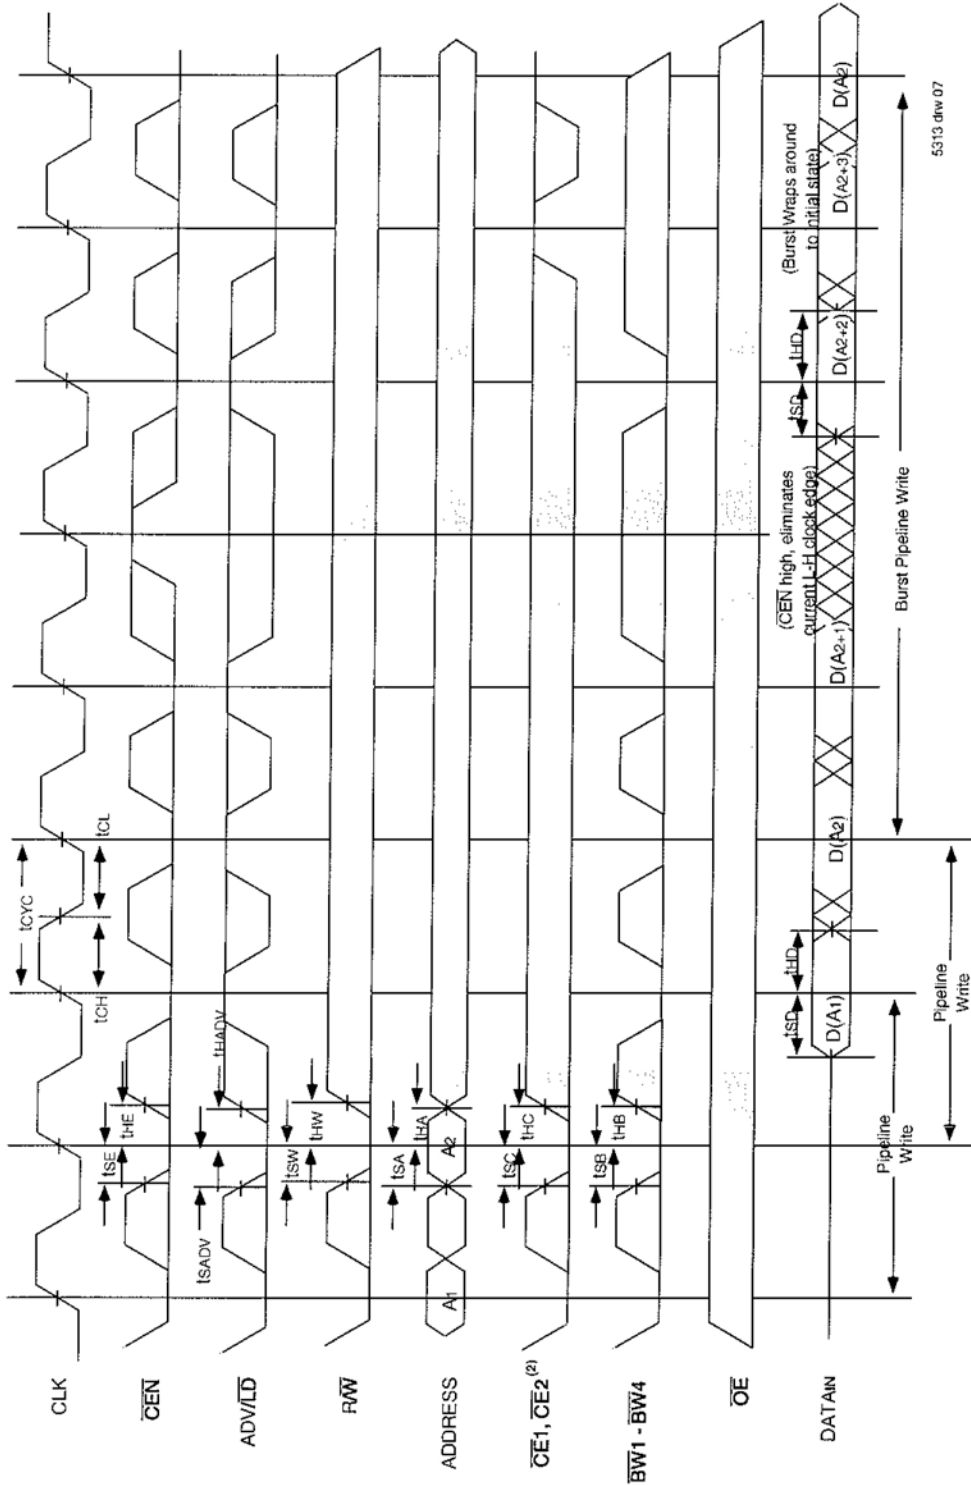 tCYC
tCH
tCL
CLK
tSE
tHE
CEN
tSADV
tHADV
ADV/LD
tSW
tHW
R/W
tSA
tHA
A1
A2
ADDRESS
tSC
tHC
CE1, CE2 (2)
tSB
tHB
BW1 - BW4
OE
(CEN high, eliminates
current L-H clock edge)
(Burst Wraps around
to initial state)
tSD
tHD
tSD
tHD
DATAIN
D(A1)
D(A2)
D(A2+1)
D(A2+2)
D(A2+3)
D(A2)
Burst Pipeline Write
Pipeline
Write
Pipeline
Write
5313 drw 07